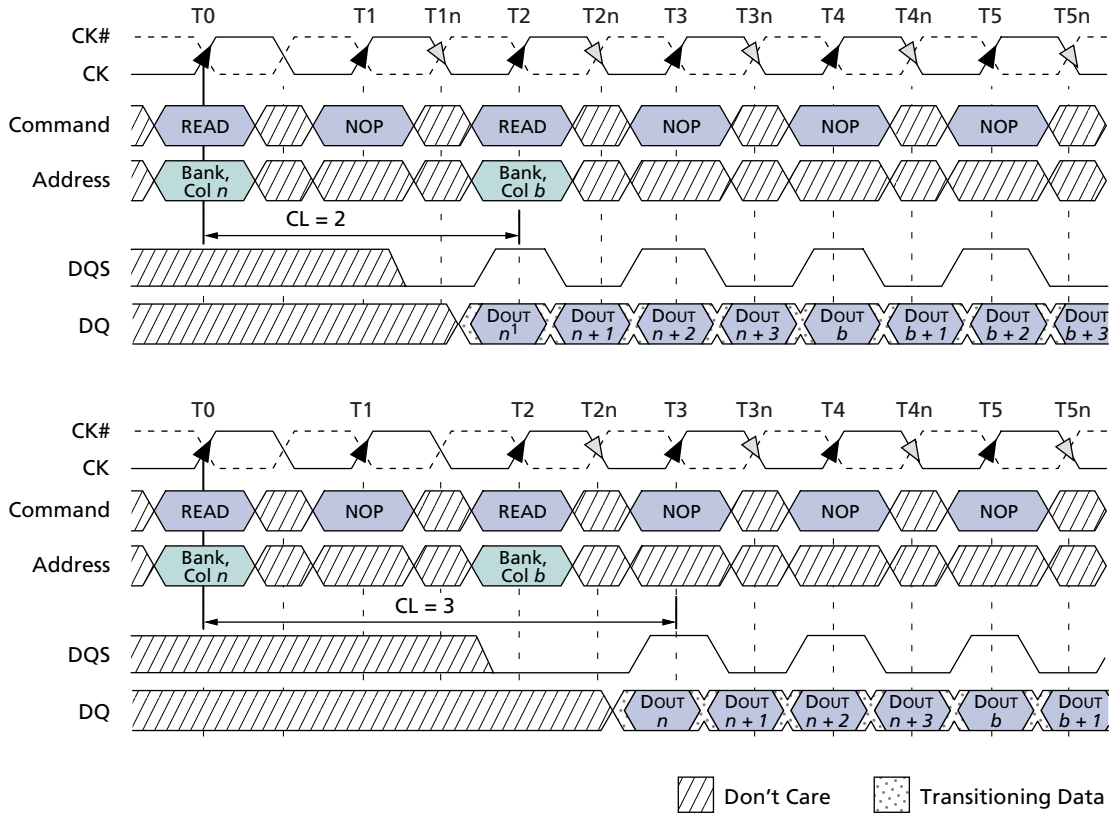 T0 T1 T1n T2 T2n T3 T3n T4 T4n T5 T5n
CK#
CK
Command READ NOP READ NOP NOP NOP
Address Bank, Col n Bank, Col b
CL = 2
DQS
DQ DOUT n¹ DOUT n + 1 DOUT n + 2 DOUT n + 3 DOUT b DOUT b + 1 DOUT b + 2 DOUT b + 3
T0 T1 T2 T2n T3 T3n T4 T4n T5 T5n
CK#
CK
Command READ NOP READ NOP NOP NOP
Address Bank, Col n Bank, Col b
CL = 3
DQS
DQ DOUT n DOUT n + 1 DOUT n + 2 DOUT n + 3 DOUT b DOUT b + 1
Don't Care Transitioning Data